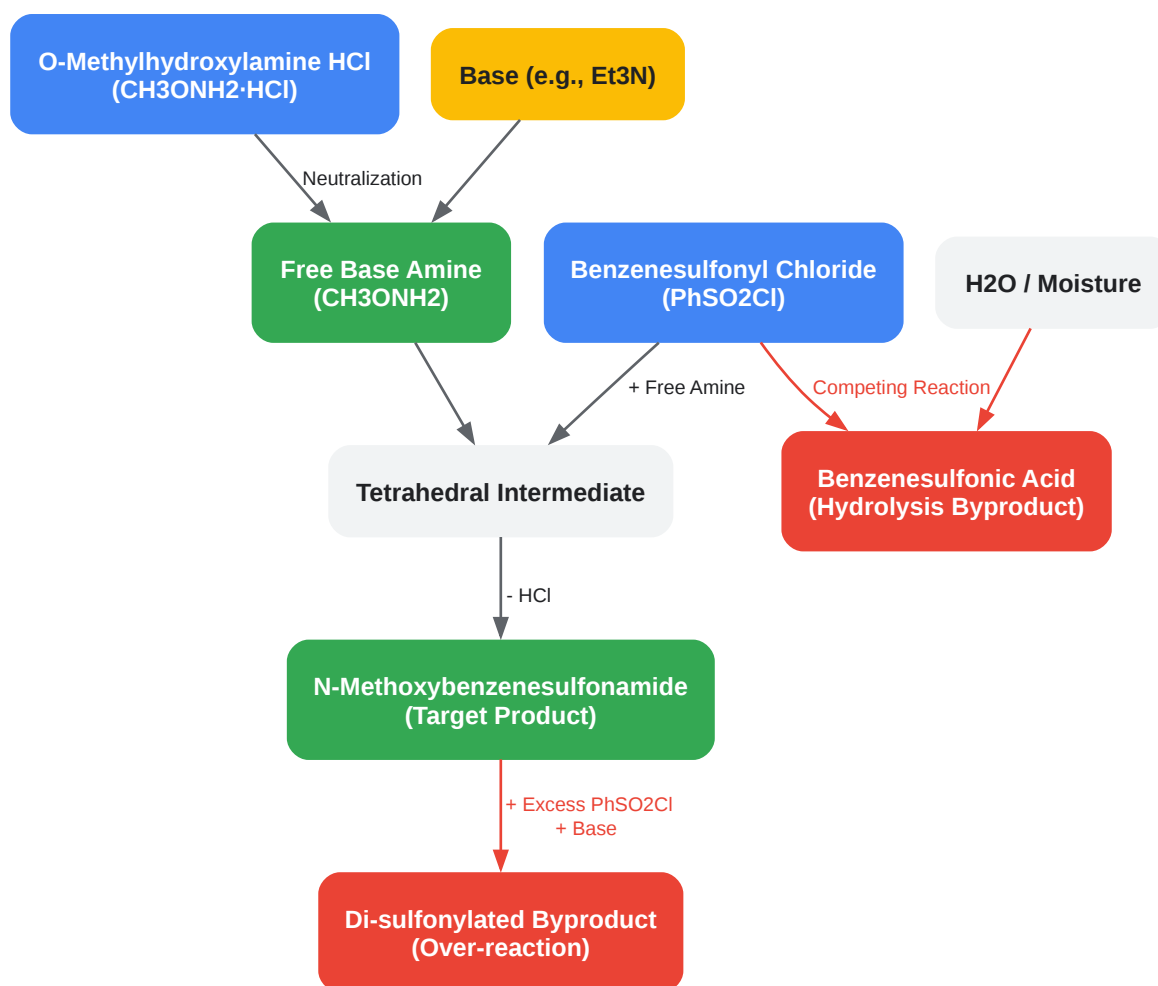 O-Methylhydroxylamine HCl
(CH3ONH2·HCl)
Base (e.g., Et3N)
Neutralization
Free Base Amine
(CH3ONH2)
Benzenesulfonyl Chloride
(PhSO2Cl)
H2O / Moisture
+ Free Amine
Competing Reaction
Tetrahedral Intermediate
Benzenesulfonic Acid
(Hydrolysis Byproduct)
- HCl
N-Methoxybenzenesulfonamide
(Target Product)
+ Excess PhSO2Cl
+ Base
Di-sulfonylated Byproduct
(Over-reaction)